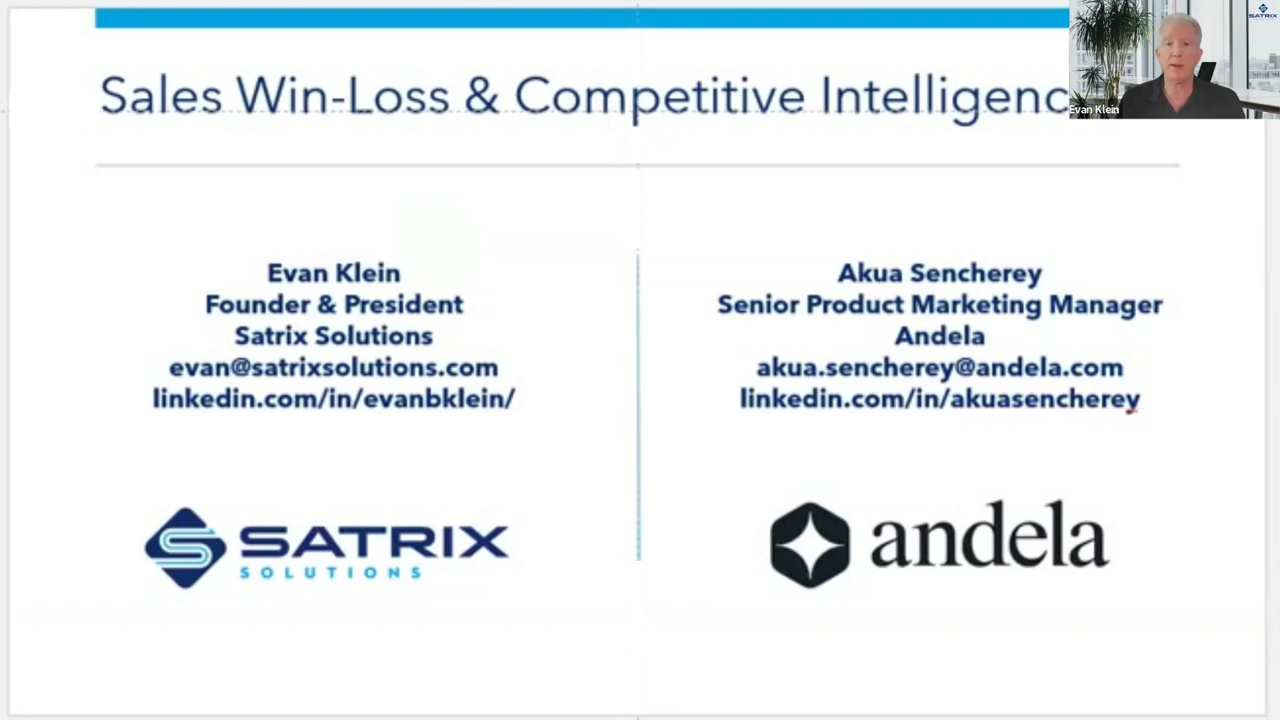 Sales Win-Loss & Competitive Intelligenc
SATRIX
Evan Klein
Evan Klein
Founder & President
Satrix Solutions
evan@satrixsolutions.com
linkedin.com/in/evanbklein/
SATRIX
SOLUTIONS
Akua Sencherey
Senior Product Marketing Manager
Andela
akua.sencherey@andela.com
linkedin.com/in/akuasencherey
andela